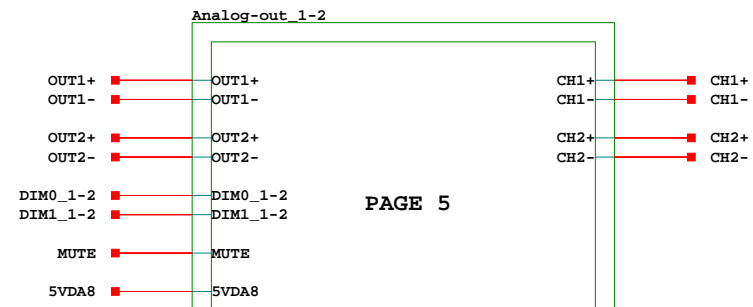 Analog-out_1-2
OUT1+ OUT1+ CH1+ CH1+
OUT1- OUT1- CH1- CH1-
OUT2+ OUT2+ CH2+ CH2+
OUT2- OUT2- CH2- CH2-
DIM0_1-2 DIM0_1-2
PAGE 5
DIM1_1-2 DIM1_1-2
MUTE MUTE
5VDA8 5VDA8